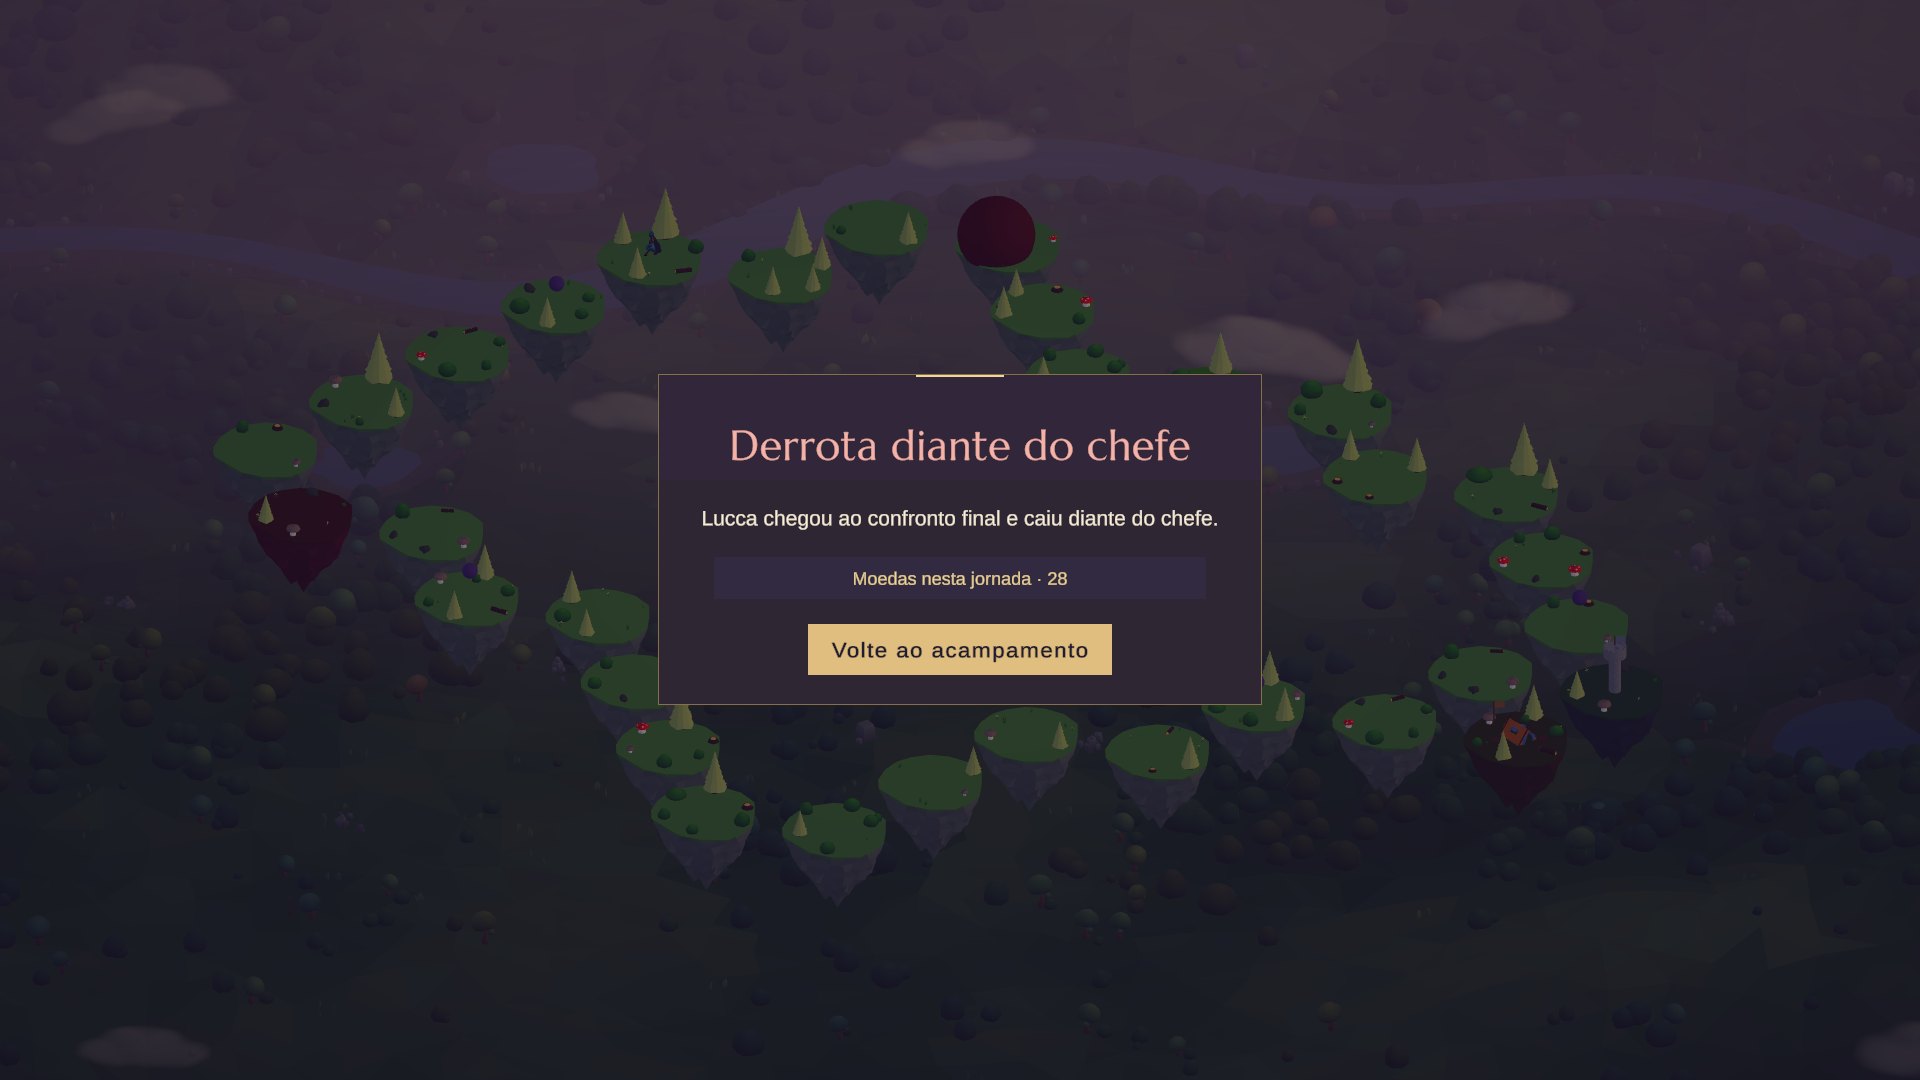 Derrota diante do chefe
Lucca chegou ao confronto final e caiu diante do chefe.
Moedas nesta jornada · 28
Volte ao acampamento